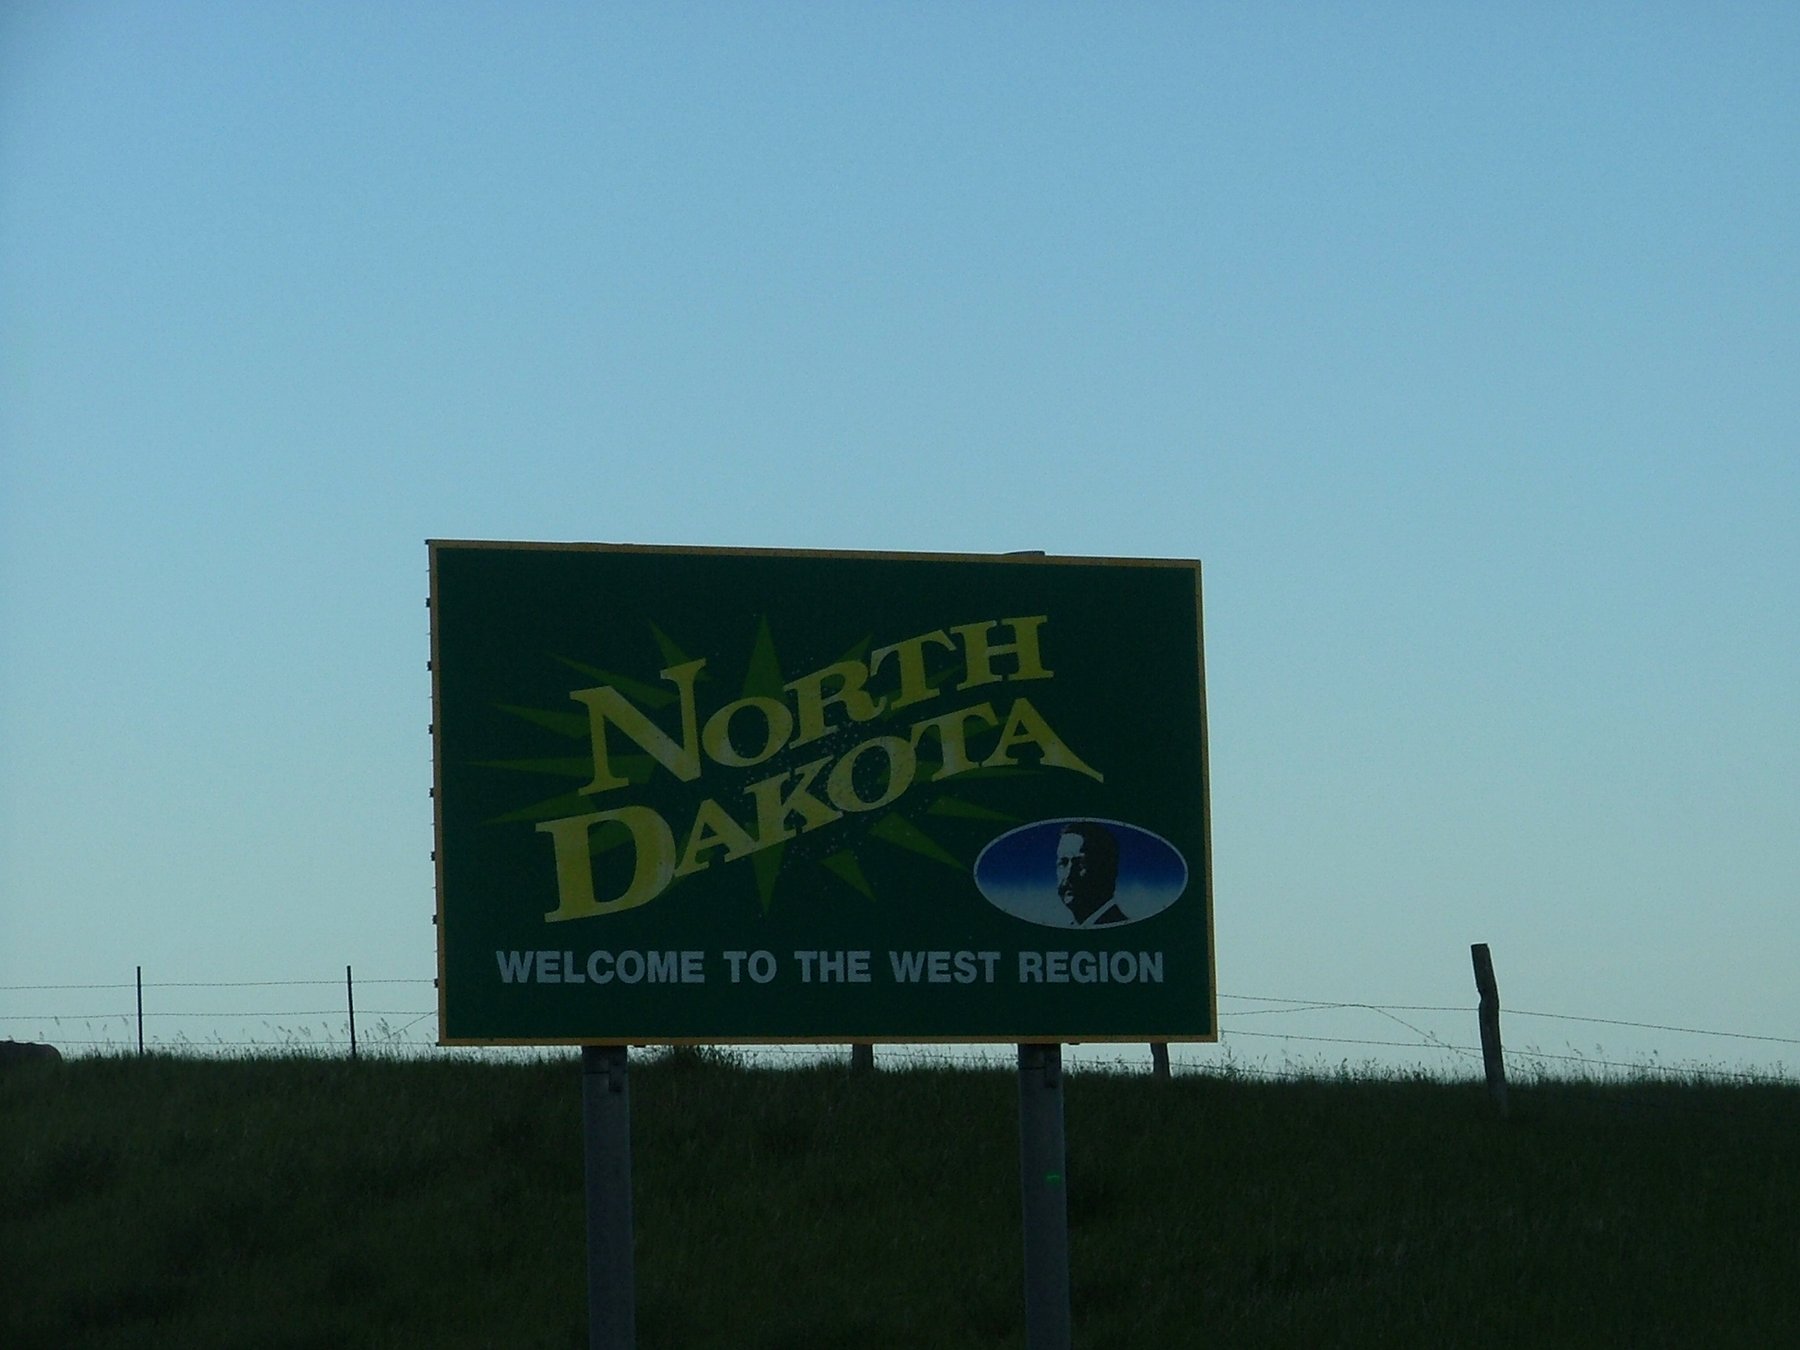 NORTH
DAKOTA
WELCOME TO THE WEST REGION